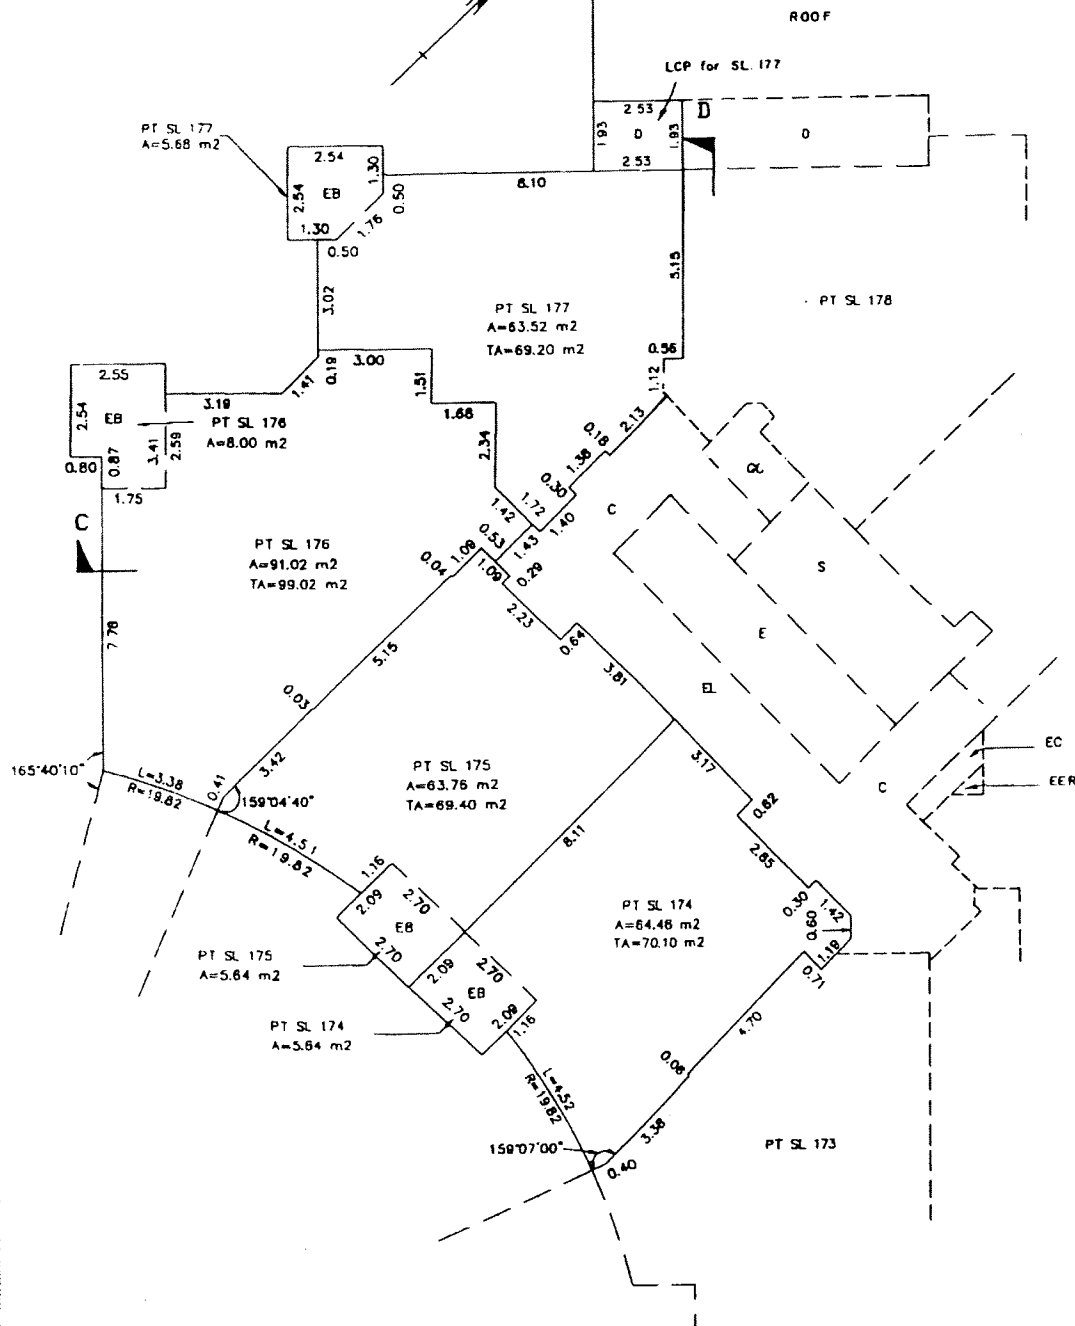 ROOF
LCP for SL. 177
2.53
D
D
1.93
D
1.93
2.53
PT SL 177
A=5.68 m2
2.54
1.30
2.54
EB
0.50
1.30
1.76
0.50
8.10
3.02
5.15
PT SL 178
PT SL 177
A=63.52 m2
TA=69.20 m2
0.56
1.12
3.00
0.19
1.41
1.51
2.55
3.19
2.54
EB
PT SL 176
A=8.00 m2
3.41
2.59
0.80
0.87
1.75
1.68
2.34
2.13
0.18
1.38
0.30
1.72
1.42
1.40
C
GC
C
0.53
1.43
1.09
0.04
1.09
0.29
2.23
0.64
3.81
S
E
EL
PT SL 176
A=91.02 m2
TA=99.02 m2
7.78
5.15
0.03
3.42
0.41
165°40'10"
L=3.38
R=19.82
159°04'40"
L=4.51
R=19.82
PT SL 175
A=63.76 m2
TA=69.40 m2
3.17
0.62
2.85
C
EC
EER
8.11
1.16
2.09
2.70
EB
2.70
PT SL 175
A=5.64 m2
PT SL 174
A=64.46 m2
TA=70.10 m2
0.30
1.42
0.60
1.19
0.71
2.09
2.70
EB
2.70
2.09
1.16
PT SL 174
A=5.64 m2
4.70
0.06
L=4.52
R=19.82
3.38
159°07'00"
0.40
PT SL 173